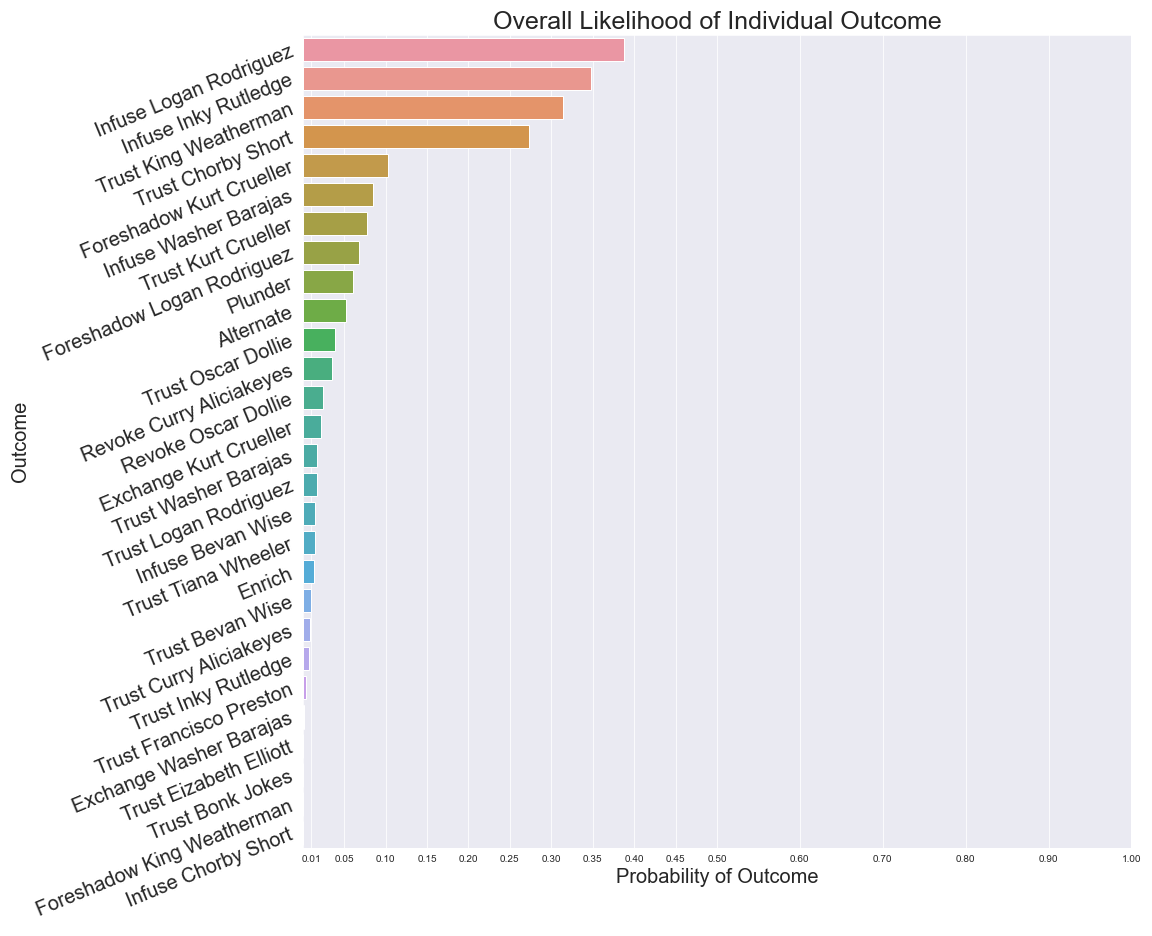 Overall Likelihood of Individual Outcome
Infuse Logan Rodriguez
Infuse Inky Rutledge
Trust King Weatherman
Trust Chorby Short
Foreshadow Kurt Crueller
Infuse Washer Barajas
Trust Kurt Crueller
Foreshadow Logan Rodriguez
Plunder
Alternate
Trust Oscar Dollie
Revoke Curry Aliciakeyes
Revoke Oscar Dollie
Exchange Kurt Crueller
Trust Washer Barajas
Trust Logan Rodriguez
Infuse Bevan Wise
Trust Tiana Wheeler
Enrich
Trust Bevan Wise
Trust Curry Aliciakeyes
Trust Inky Rutledge
Trust Francisco Preston
Exchange Washer Barajas
Trust Eizabeth Elliott
Trust Bonk Jokes
Foreshadow King Weatherman
Infuse Chorby Short
Outcome
0.01 0.05 0.10 0.15 0.20 0.25 0.30 0.35 0.40 0.45 0.50 0.60 0.70 0.80 0.90 1.00
Probability of Outcome